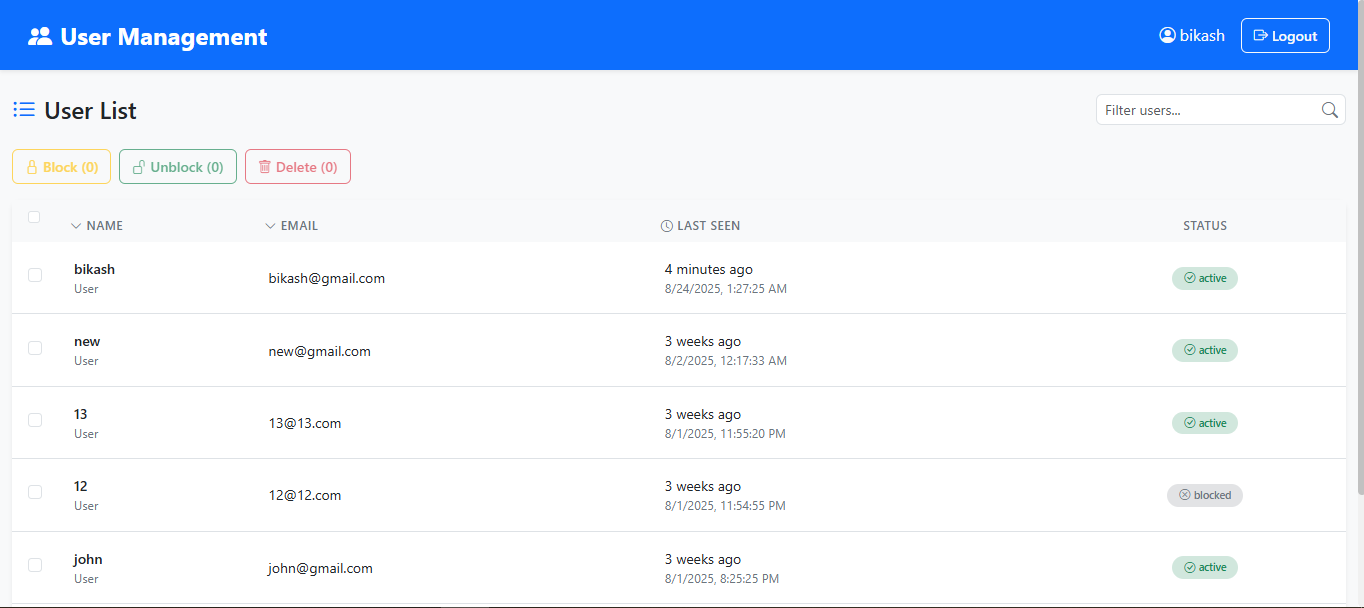 User Management
bikash
Logout
User List
Filter users...
Block (0)
Unblock (0)
Delete (0)
NAME
EMAIL
LAST SEEN
STATUS
bikash
User
bikash@gmail.com
4 minutes ago
8/24/2025, 1:27:25 AM
active
new
User
new@gmail.com
3 weeks ago
8/2/2025, 12:17:33 AM
active
13
User
13@13.com
3 weeks ago
8/1/2025, 11:55:20 PM
active
12
User
12@12.com
3 weeks ago
8/1/2025, 11:54:55 PM
blocked
john
User
john@gmail.com
3 weeks ago
8/1/2025, 8:25:25 PM
active